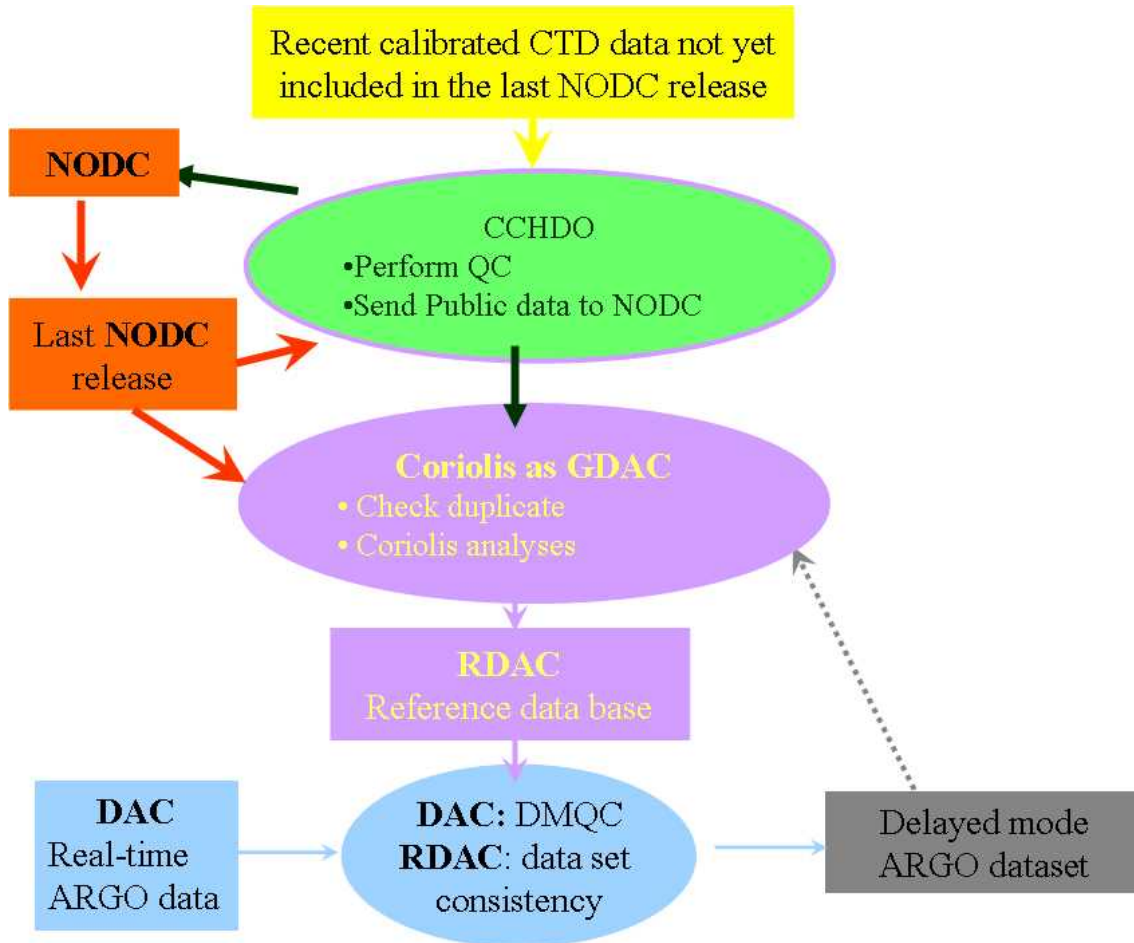 Recent calibrated CTD data not yet
included in the last NODC release
NODC
CCHDO
•Perform QC
•Send Public data to NODC
Last NODC
release
Coriolis as GDAC
• Check duplicate
• Coriolis analyses
RDAC
Reference data base
DAC
Real-time
ARGO data
DAC: DMQC
RDAC: data set
consistency
Delayed mode
ARGO dataset